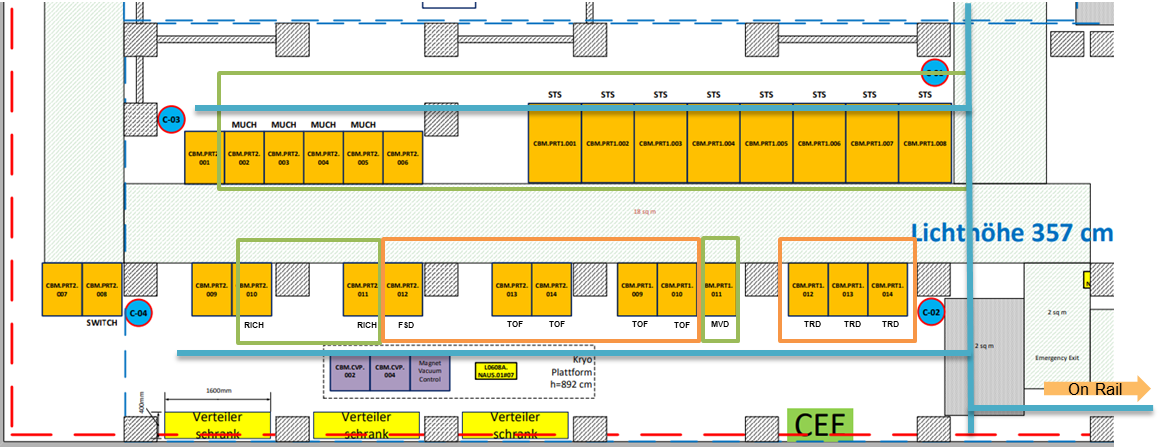 STS STS STS STS STS STS STS STS
C-03
MUCH MUCH MUCH MUCH
CBM.PRT2. 001
CBM.PRT2. 002
CBM.PRT2. 003
CBM.PRT2. 004
CBM.PRT2. 005
CBM.PRT2. 006
CBM.PRT1.001 CBM.PRT1.002 CBM.PRT1.003 CBM.PRT1.004 CBM.PRT1.005 CBM.PRT1.006 CBM.PRT1.007 CBM.PRT1.008
18 sq m
Lichthöhe 357 cm
CBM.PRT2. 007
CBM.PRT2. 008
CBM.PRT2. 009
CBM.PRT2. 010
CBM.PRT2. 011
CBM.PRT2. 012
CBM.PRT2. 013
CBM.PRT2. 014
CBM.PRT1. 009
CBM.PRT1. 010
CBM.PRT1. 011
CBM.PRT1. 012
CBM.PRT1. 013
CBM.PRT1. 014
C-04
C-02
SWITCH
RICH RICH FSD TOF TOF TOF TOF MVD TRD TRD TRD
2 sq m
2 sq m
Emergency Exit
CBM.CVP. 002
CBM.CVP. 004
Magnet
Vacuum
Control
L0608A.
NAUS.01#07
Kryo
Plattform
h=892 cm
On Rail
1600mm
400mm
Verteiler
schrank
Verteiler
schrank
Verteiler
schrank
CEE